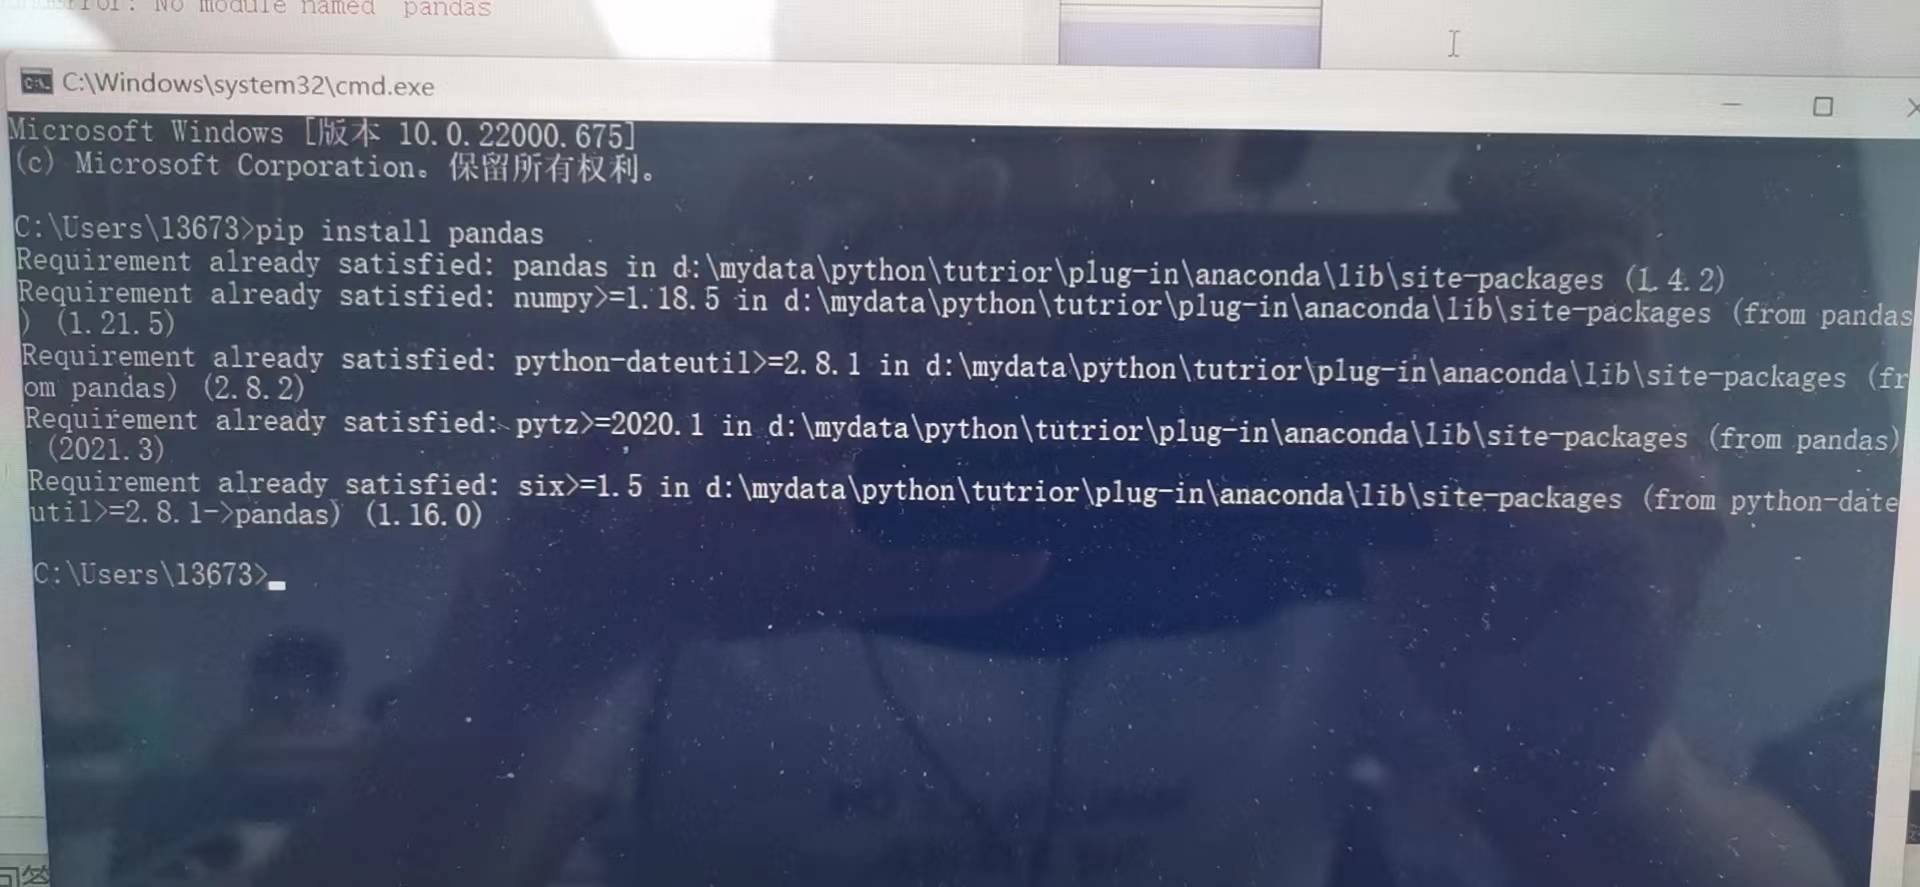 No module named pandas
C:\Windows\system32\cmd.exe
Microsoft Windows [版本 10.0.22000.675]
(c) Microsoft Corporation。保留所有权利。
C:\Users\13673>pip install pandas
Requirement already satisfied: pandas in d:\mydata\python\tutrior\plug-in\anaconda\lib\site-packages (1.4.2)
Requirement already satisfied: numpy>=1.18.5 in d:\mydata\python\tutrior\plug-in\anaconda\lib\site-packages (from pandas
) (1.21.5)
Requirement already satisfied: python-dateutil>=2.8.1 in d:\mydata\python\tutrior\plug-in\anaconda\lib\site-packages (fr
om pandas) (2.8.2)
Requirement already satisfied: pytz>=2020.1 in d:\mydata\python\tutrior\plug-in\anaconda\lib\site-packages (from pandas)
(2021.3)
Requirement already satisfied: six>=1.5 in d:\mydata\python\tutrior\plug-in\anaconda\lib\site-packages (from python-date
util>=2.8.1->pandas) (1.16.0)
C:\Users\13673>